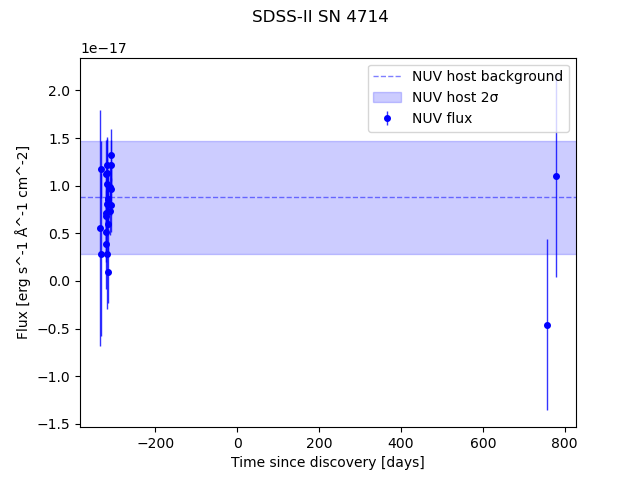 SDSS-II SN 4714
1e−17
NUV host background
NUV host 2σ
NUV flux
2.0
1.5
1.0
0.5
0.0
−0.5
−1.0
−1.5
Flux [erg s^-1 Å^-1 cm^-2]
−200 0 200 400 600 800
Time since discovery [days]